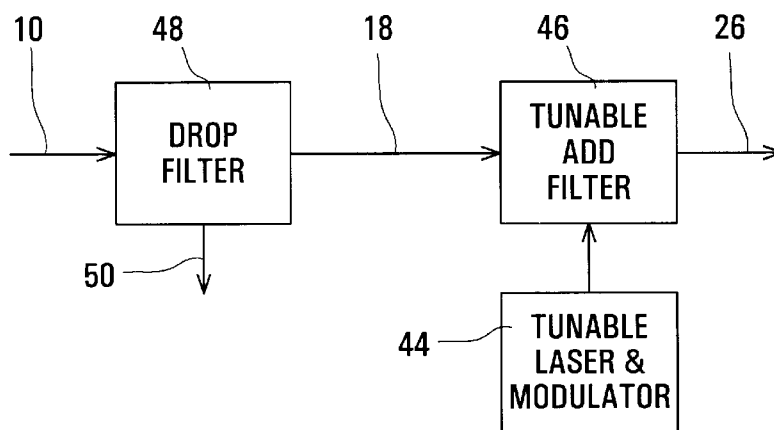 10
48
18
46
26
DROP
FILTER
TUNABLE
ADD
FILTER
50
44
TUNABLE
LASER &
MODULATOR